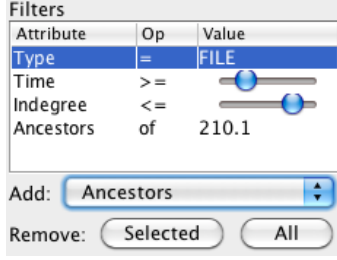 Filters
Attribute Op Value
Type = FILE
Time >=
Indegree <=
Ancestors of 210.1
Add: Ancestors
Remove: Selected All